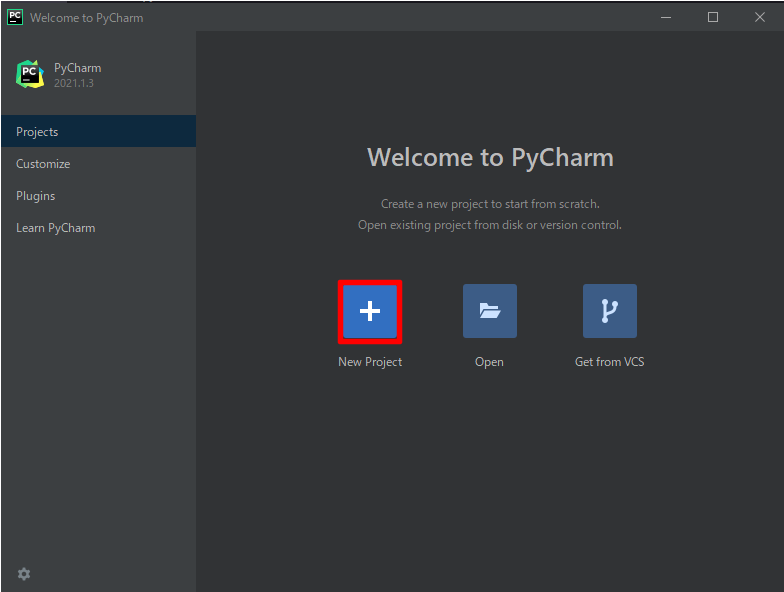 Welcome to PyCharm
PC
PyCharm
2021.1.3
Projects
Customize
Plugins
Learn PyCharm
Welcome to PyCharm
Create a new project to start from scratch.
Open existing project from disk or version control.
New Project
Open
Get from VCS